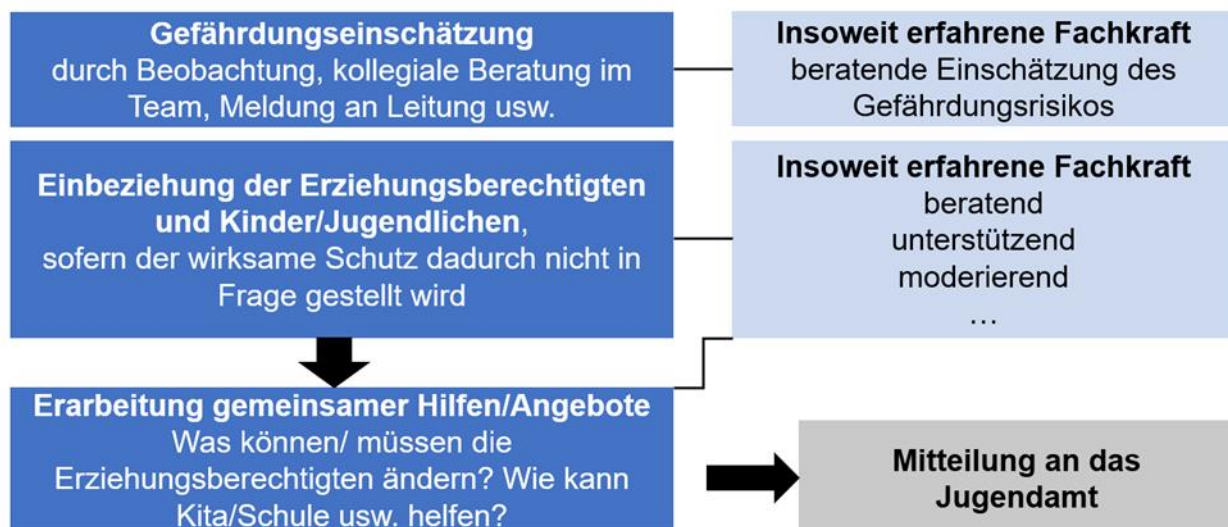 Gefährdungseinschätzung
durch Beobachtung, kollegiale Beratung im
Team, Meldung an Leitung usw.
Insoweit erfahrene Fachkraft
beratende Einschätzung des
Gefährdungsrisikos
Einbeziehung der Erziehungsberechtigten
und Kinder/Jugendlichen,
sofern der wirksame Schutz dadurch nicht in
Frage gestellt wird
Insoweit erfahrene Fachkraft
beratend
unterstützend
moderierend
…
Erarbeitung gemeinsamer Hilfen/Angebote
Was können/ müssen die
Erziehungsberechtigten ändern? Wie kann
Kita/Schule usw. helfen?
Mitteilung an das
Jugendamt